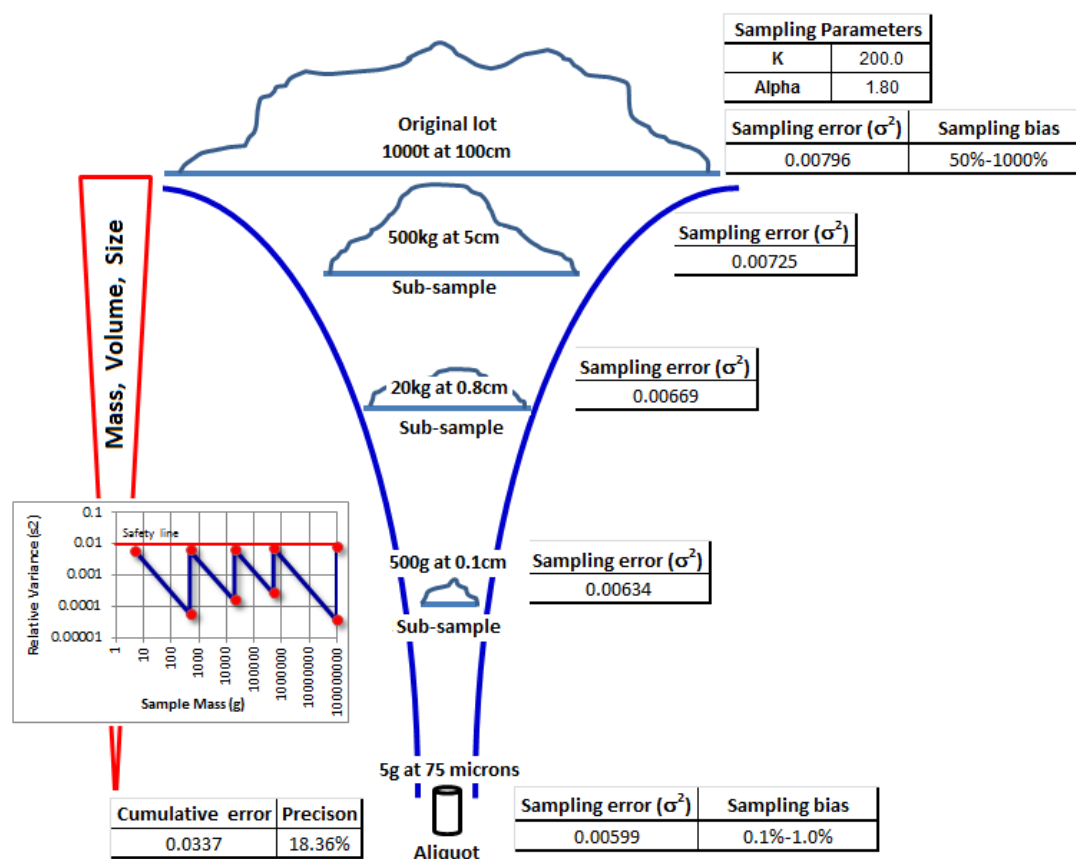 Sampling Parameters
K 200.0
Alpha 1.80
Original lot
1000t at 100cm
Sampling error (σ²) Sampling bias
0.00796 50%-1000%
Mass, Volume, Size
500kg at 5cm
Sub-sample
Sampling error (σ²)
0.00725
20kg at 0.8cm
Sub-sample
Sampling error (σ²)
0.00669
Relative Variance (s2)
0.1
0.01
0.001
0.0001
0.00001
Safety line
1
10
100
1000
10000
100000
1000000
10000000
100000000
Sample Mass (g)
500g at 0.1cm
Sub-sample
Sampling error (σ²)
0.00634
5g at 75 microns
Aliquot
Cumulative error Precison
0.0337 18.36%
Sampling error (σ²) Sampling bias
0.00599 0.1%-1.0%